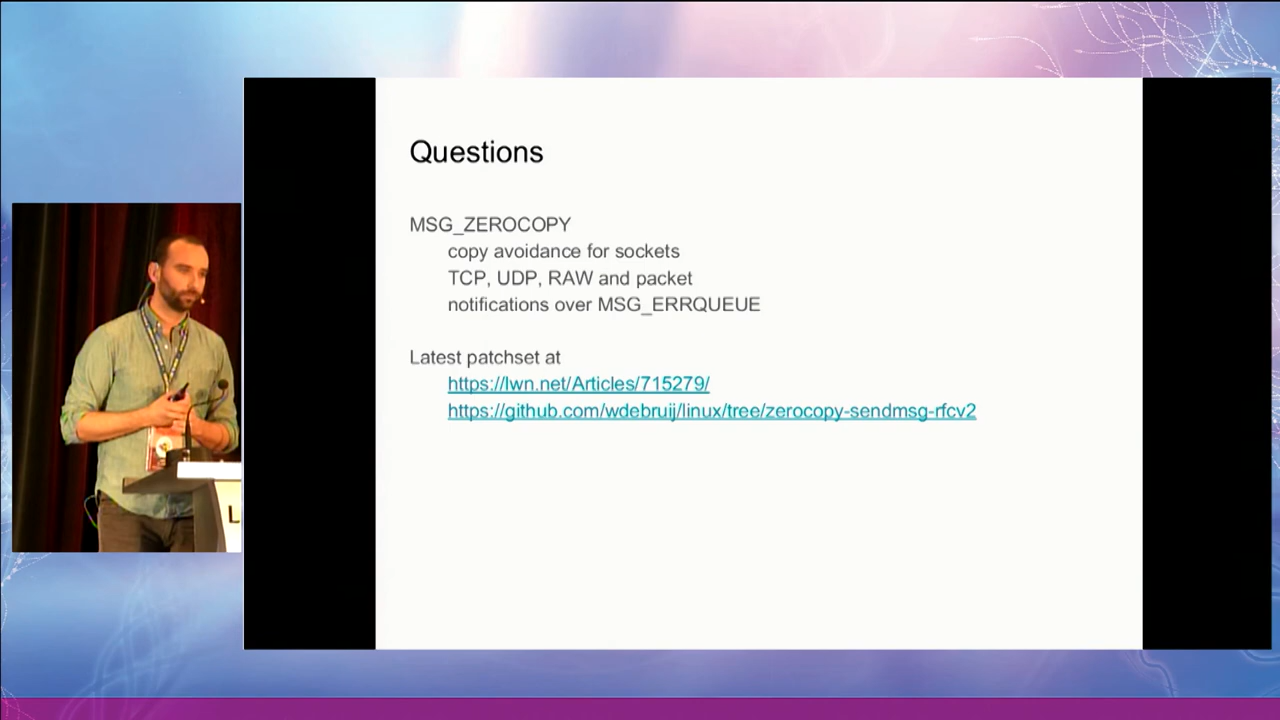 Questions
MSG_ZEROCOPY
copy avoidance for sockets
TCP, UDP, RAW and packet
notifications over MSG_ERRQUEUE
Latest patchset at
https://lwn.net/Articles/715279/
https://github.com/wdebruij/linux/tree/zerocopy-sendmsg-rfcv2
L